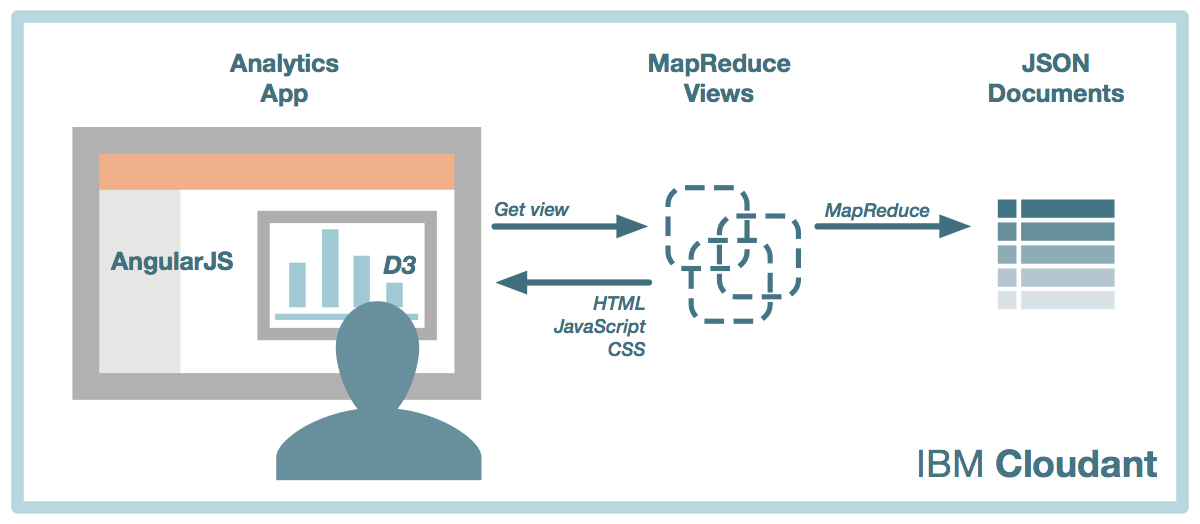 Analytics
App
MapReduce
Views
JSON
Documents
Get view
MapReduce
AngularJS
D3
HTML
JavaScript
CSS
IBM Cloudant